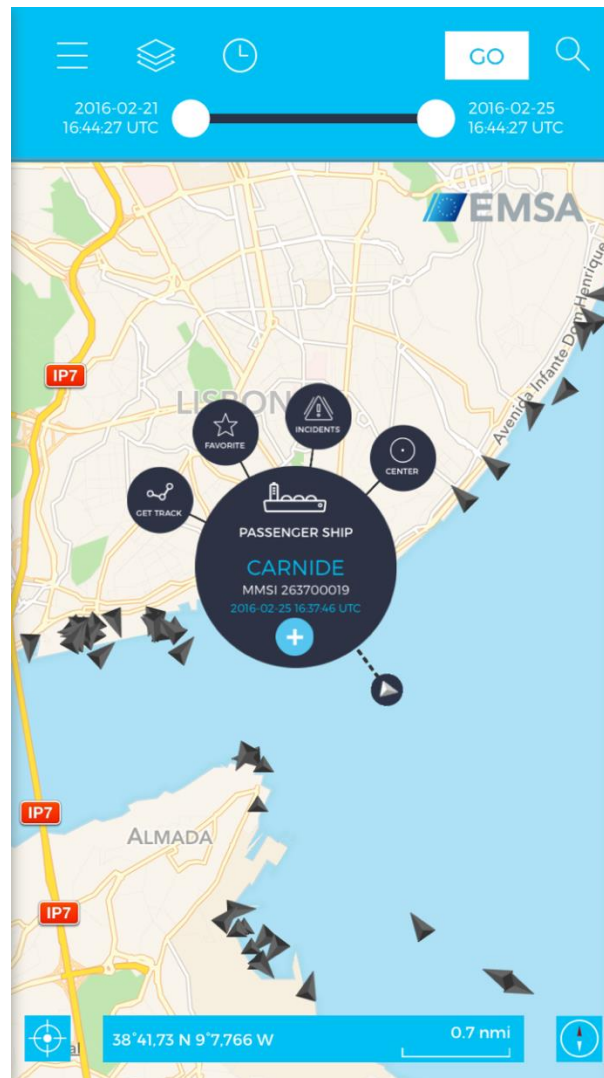 GO
2016-02-21
16:44:27 UTC
2016-02-25
16:44:27 UTC
EMSA
Avenida Infante Dom Henrique
IP7
LISBON
INCIDENTS
FAVORITE
CENTER
GET TRACK
PASSENGER SHIP
CARNIDE
MMSI 263700019
2016-02-25 16:37:46 UTC
IP7
ALMADA
IP7
38°41,73 N 9°7,766 W
0.7 nmi
al